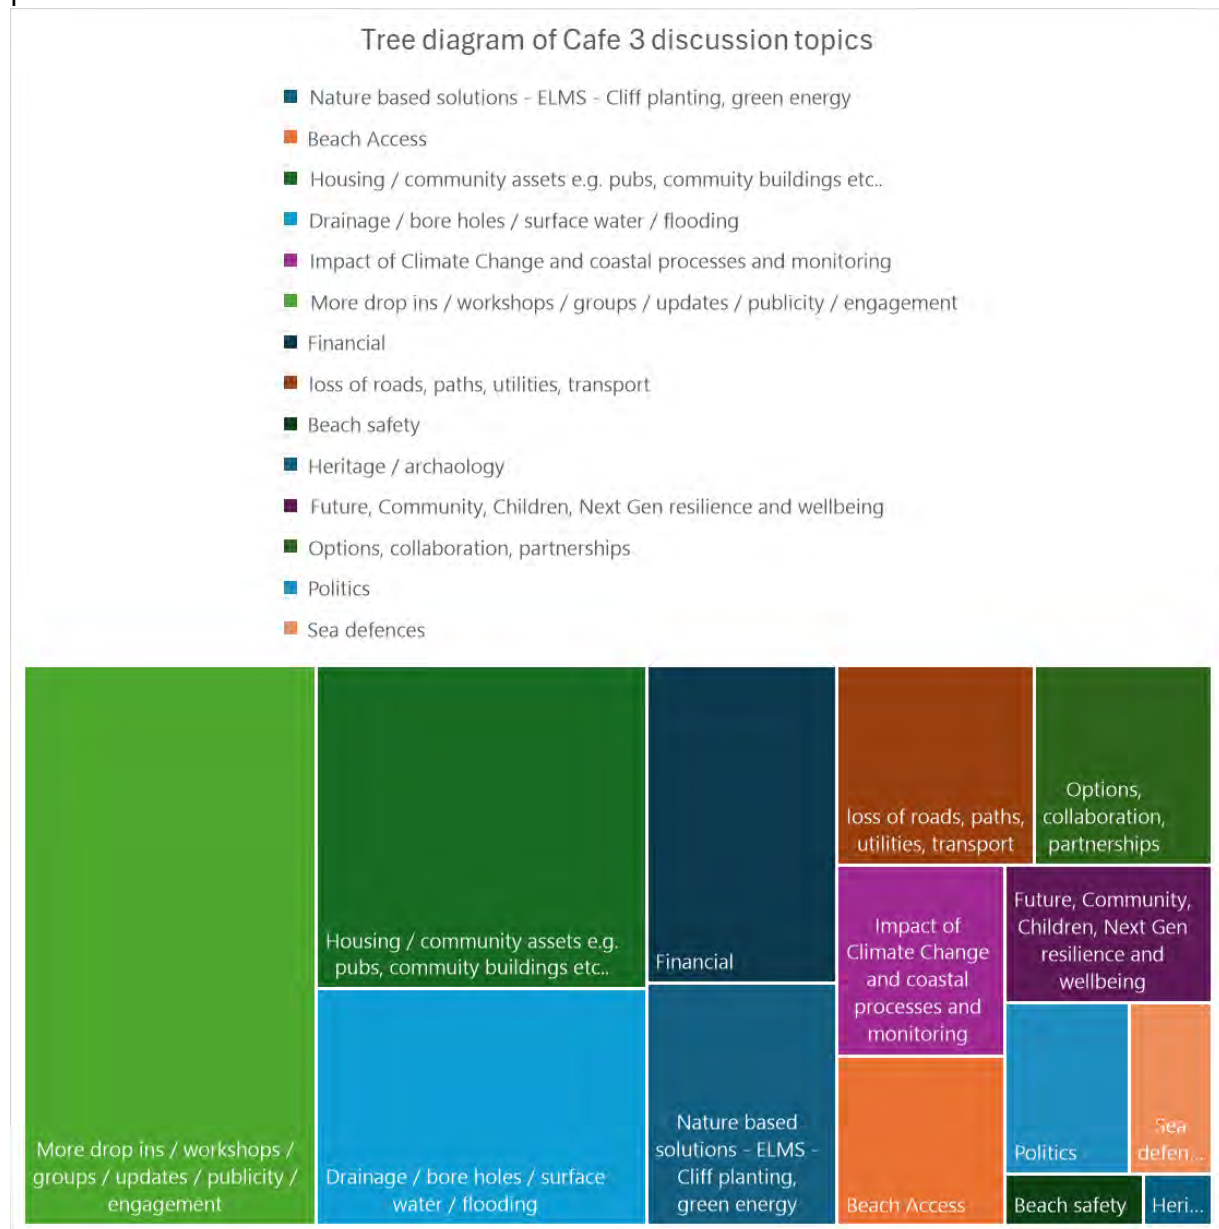 Tree diagram of Cafe 3 discussion topics
Nature based solutions - ELMS - Cliff planting, green energy
Beach Access
Housing / community assets e.g. pubs, commuity buildings etc..
Drainage / bore holes / surface water / flooding
Impact of Climate Change and coastal processes and monitoring
More drop ins / workshops / groups / updates / publicity / engagement
Financial
loss of roads, paths, utilities, transport
Beach safety
Heritage / archaology
Future, Community, Children, Next Gen resilience and wellbeing
Options, collaboration, partnerships
Politics
Sea defences
More drop ins / workshops /
groups / updates / publicity /
engagement
Housing / community assets e.g.
pubs, commuity buildings etc..
Drainage / bore holes / surface
water / flooding
Financial
Nature based
solutions - ELMS -
Cliff planting,
green energy
loss of roads, paths,
utilities, transport
Options,
collaboration,
partnerships
Impact of
Climate Change
and coastal
processes and
monitoring
Future, Community,
Children, Next Gen
resilience and
wellbeing
Beach Access
Politics
Sea
defen...
Beach safety
Heri...